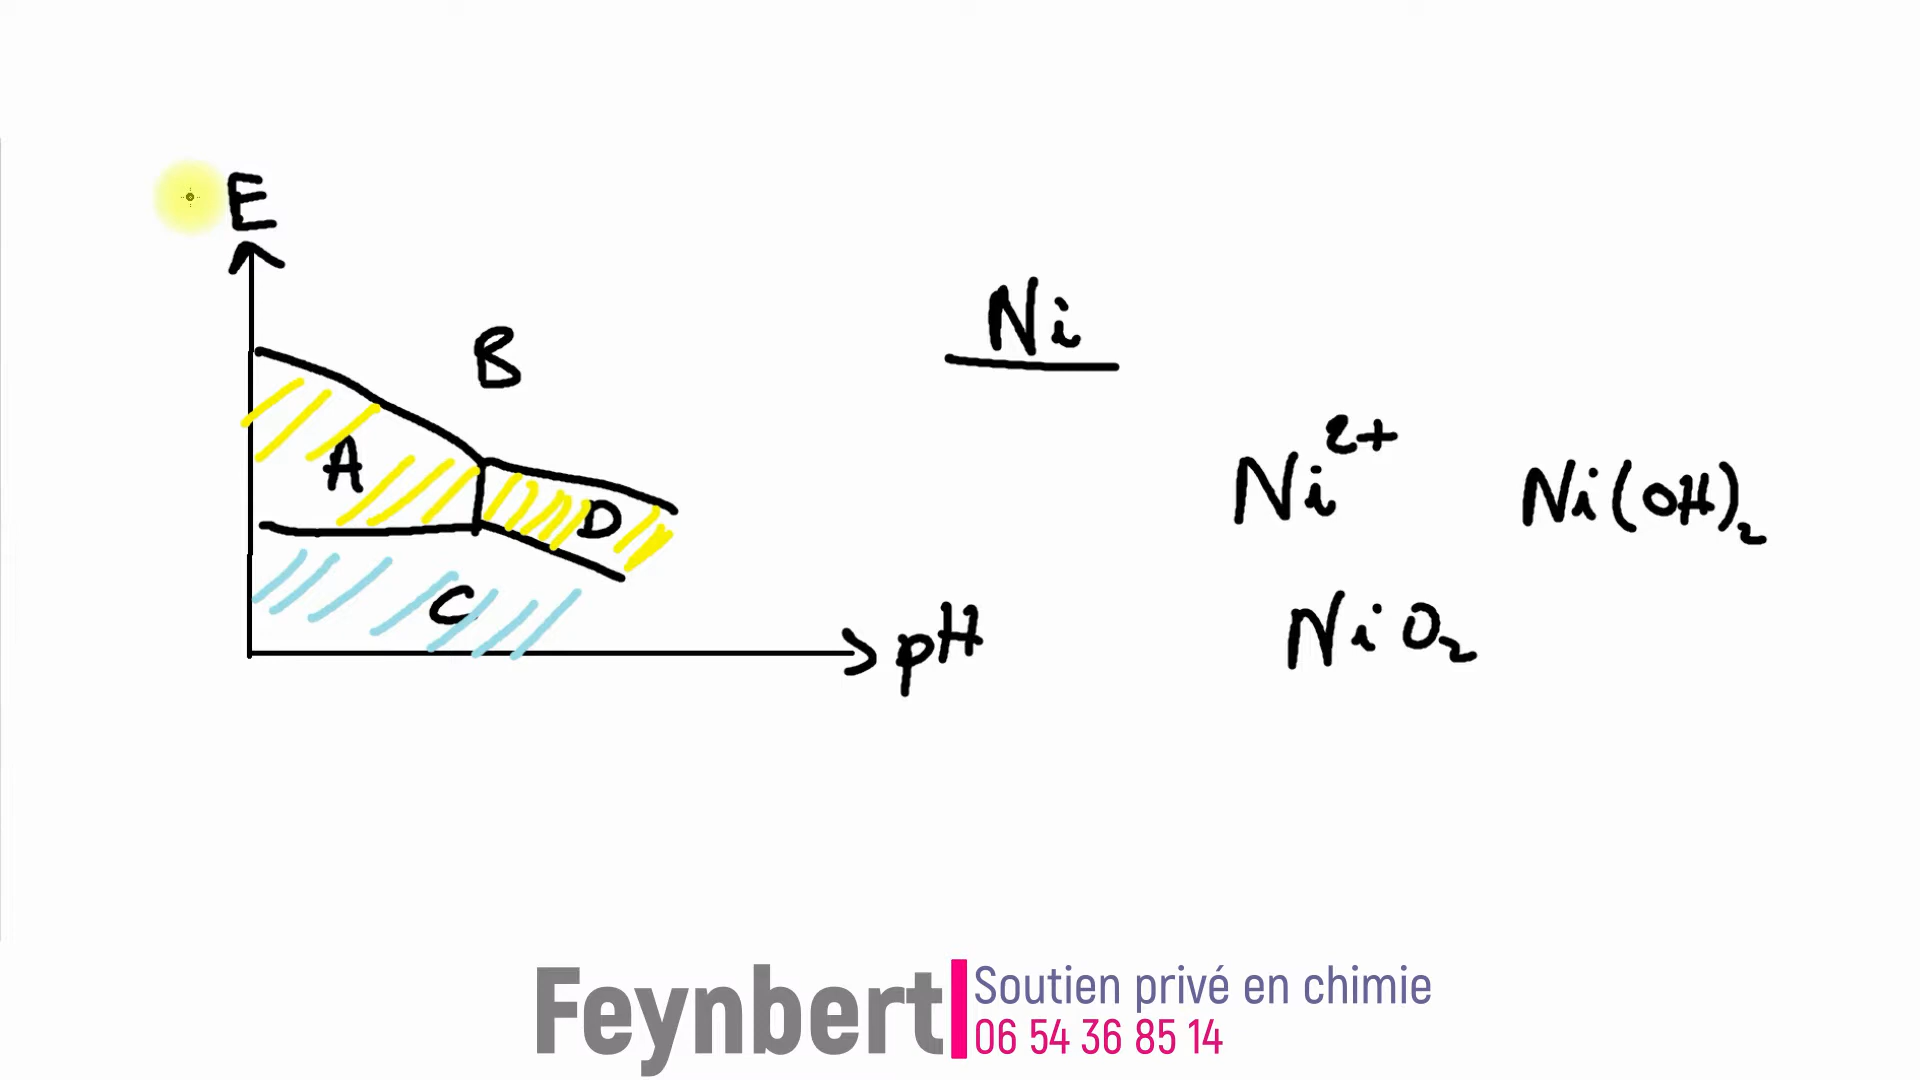 E
B
A
D
C
pH
Ni
Ni²⁺ Ni(OH)₂
NiO₂
Feynbert
Soutien privé en chimie
06 54 36 85 14